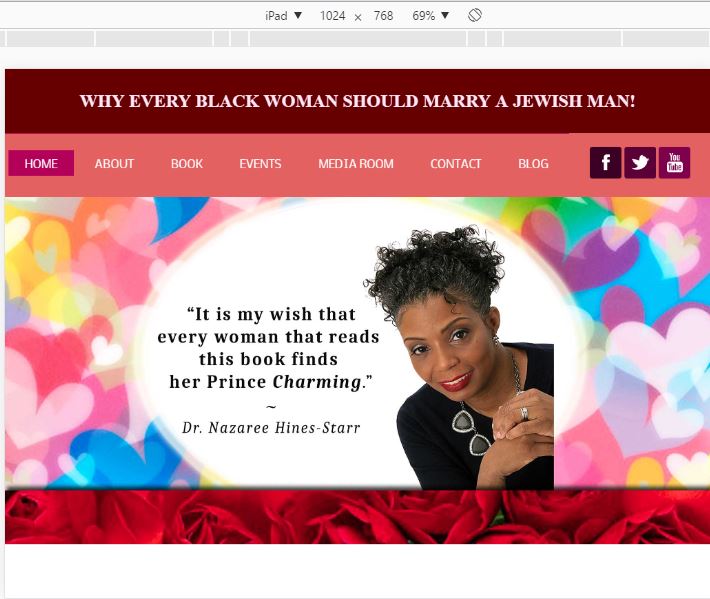 iPad ▼ 1024 × 768 69% ▼
WHY EVERY BLACK WOMAN SHOULD MARRY A JEWISH MAN!
HOME ABOUT BOOK EVENTS MEDIA ROOM CONTACT BLOG f You Tube
“It is my wish that
every woman that reads
this book finds
her Prince Charming.”
~
Dr. Nazaree Hines-Starr